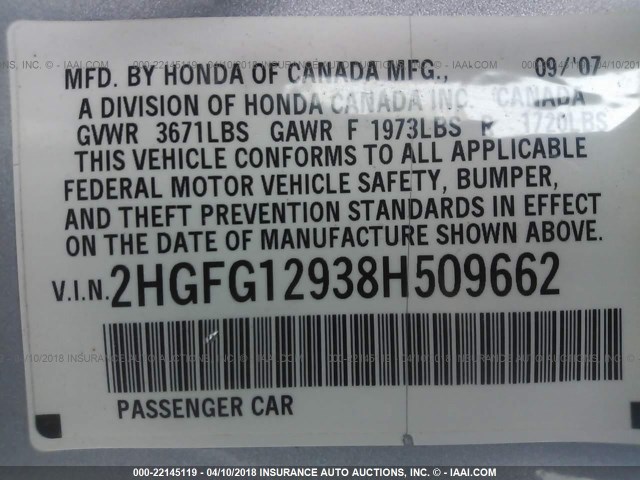 MFD. BY HONDA OF CANADA MFG., 09/'07
A DIVISION OF HONDA CANADA INC. CANADA
GVWR 3671LBS GAWR F 1973LBS R 1720LBS
THIS VEHICLE CONFORMS TO ALL APPLICABLE
FEDERAL MOTOR VEHICLE SAFETY, BUMPER,
AND THEFT PREVENTION STANDARDS IN EFFECT
ON THE DATE OF MANUFACTURE SHOWN ABOVE.
V.I.N. 2HGFG12938H509662
PASSENGER CAR
000-22145119 - 04/10/2018 INSURANCE AUTO AUCTIONS, INC. - © IAAI.COM